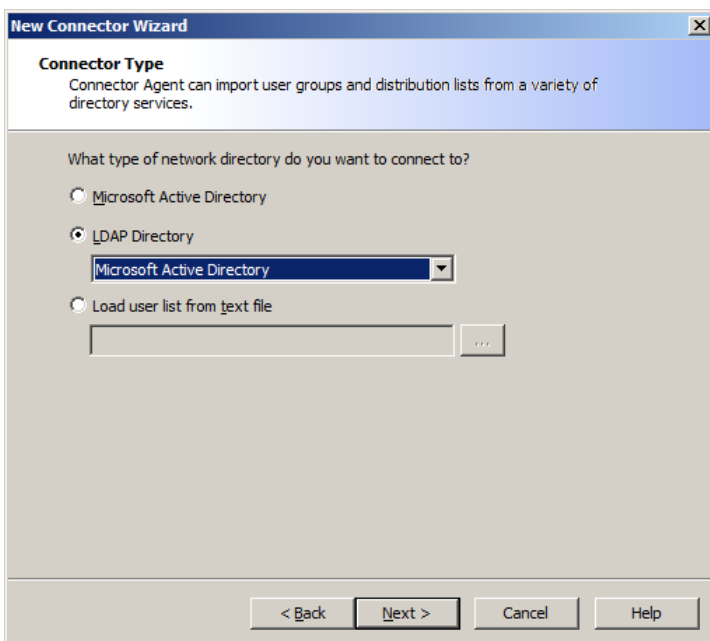 New Connector Wizard
Connector Type
Connector Agent can import user groups and distribution lists from a variety of
directory services.
What type of network directory do you want to connect to?
Microsoft Active Directory
LDAP Directory
Microsoft Active Directory
Load user list from text file
...
< Back Next > Cancel Help